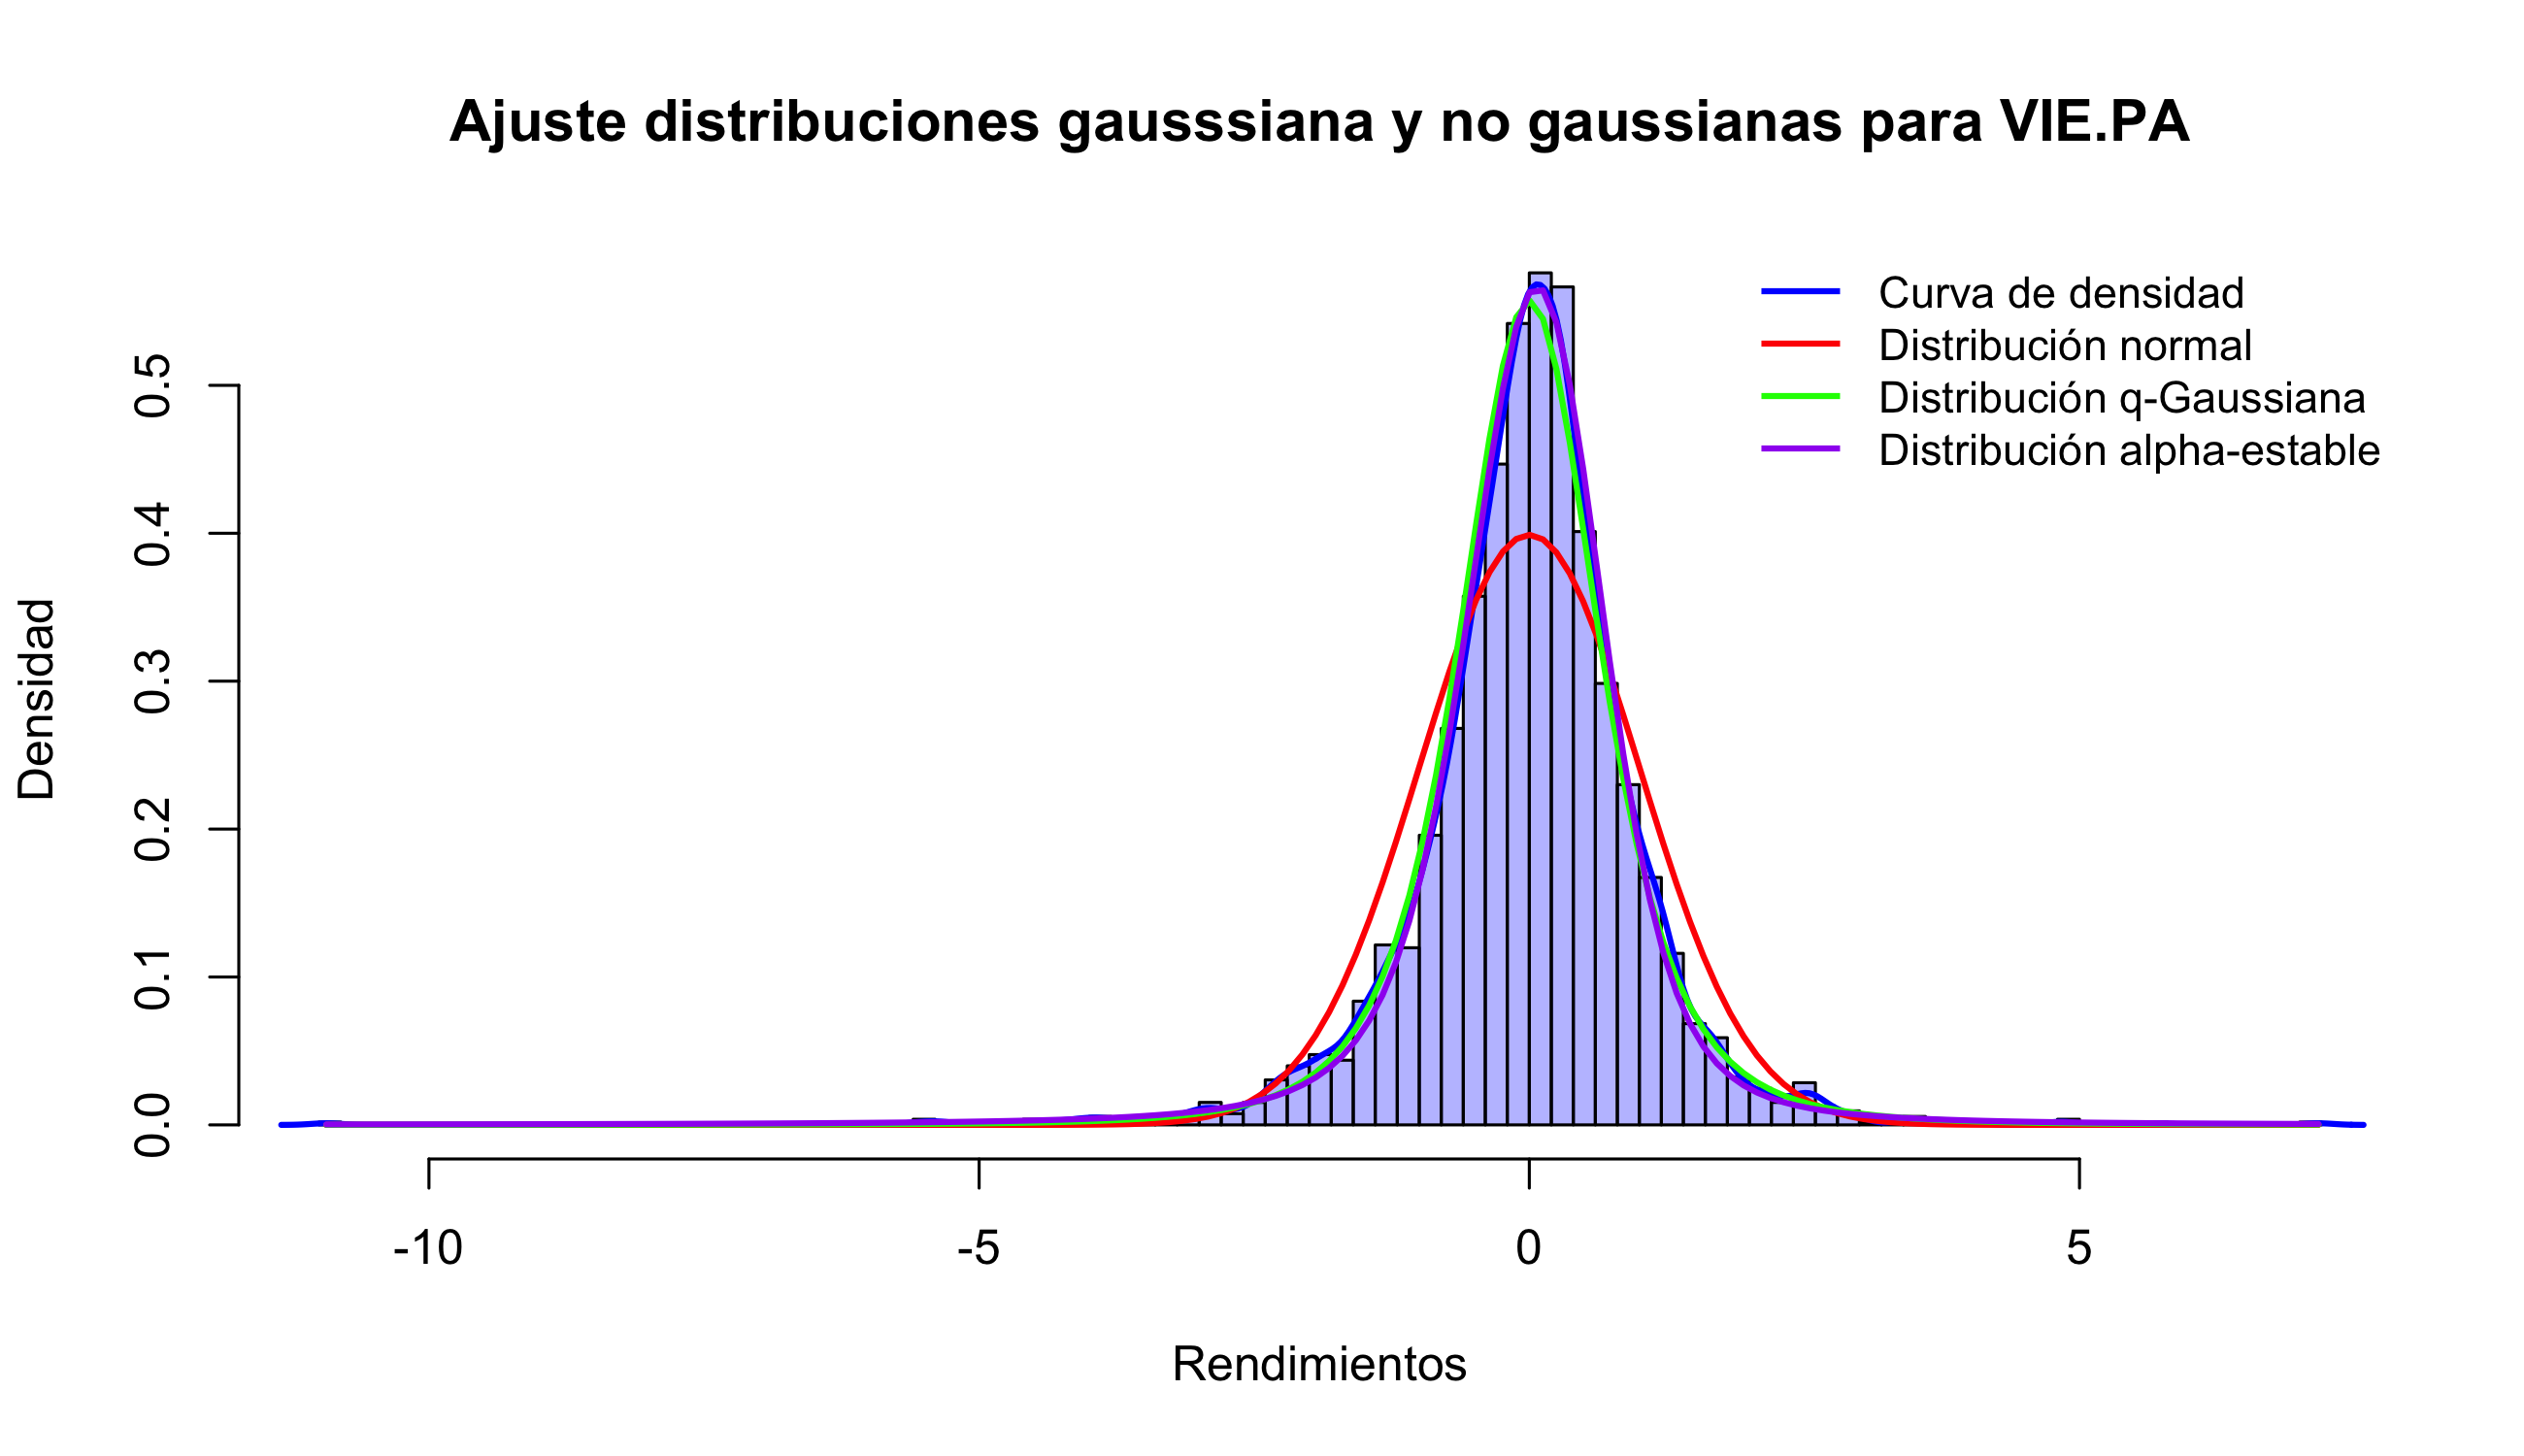 Ajuste distribuciones gausssiana y no gaussianas para VIE.PA
Curva de densidad
Distribución normal
Distribución q-Gaussiana
Distribución alpha-estable
Densidad
0.5
0.4
0.3
0.2
0.1
0.0
-10
-5
0
5
Rendimientos